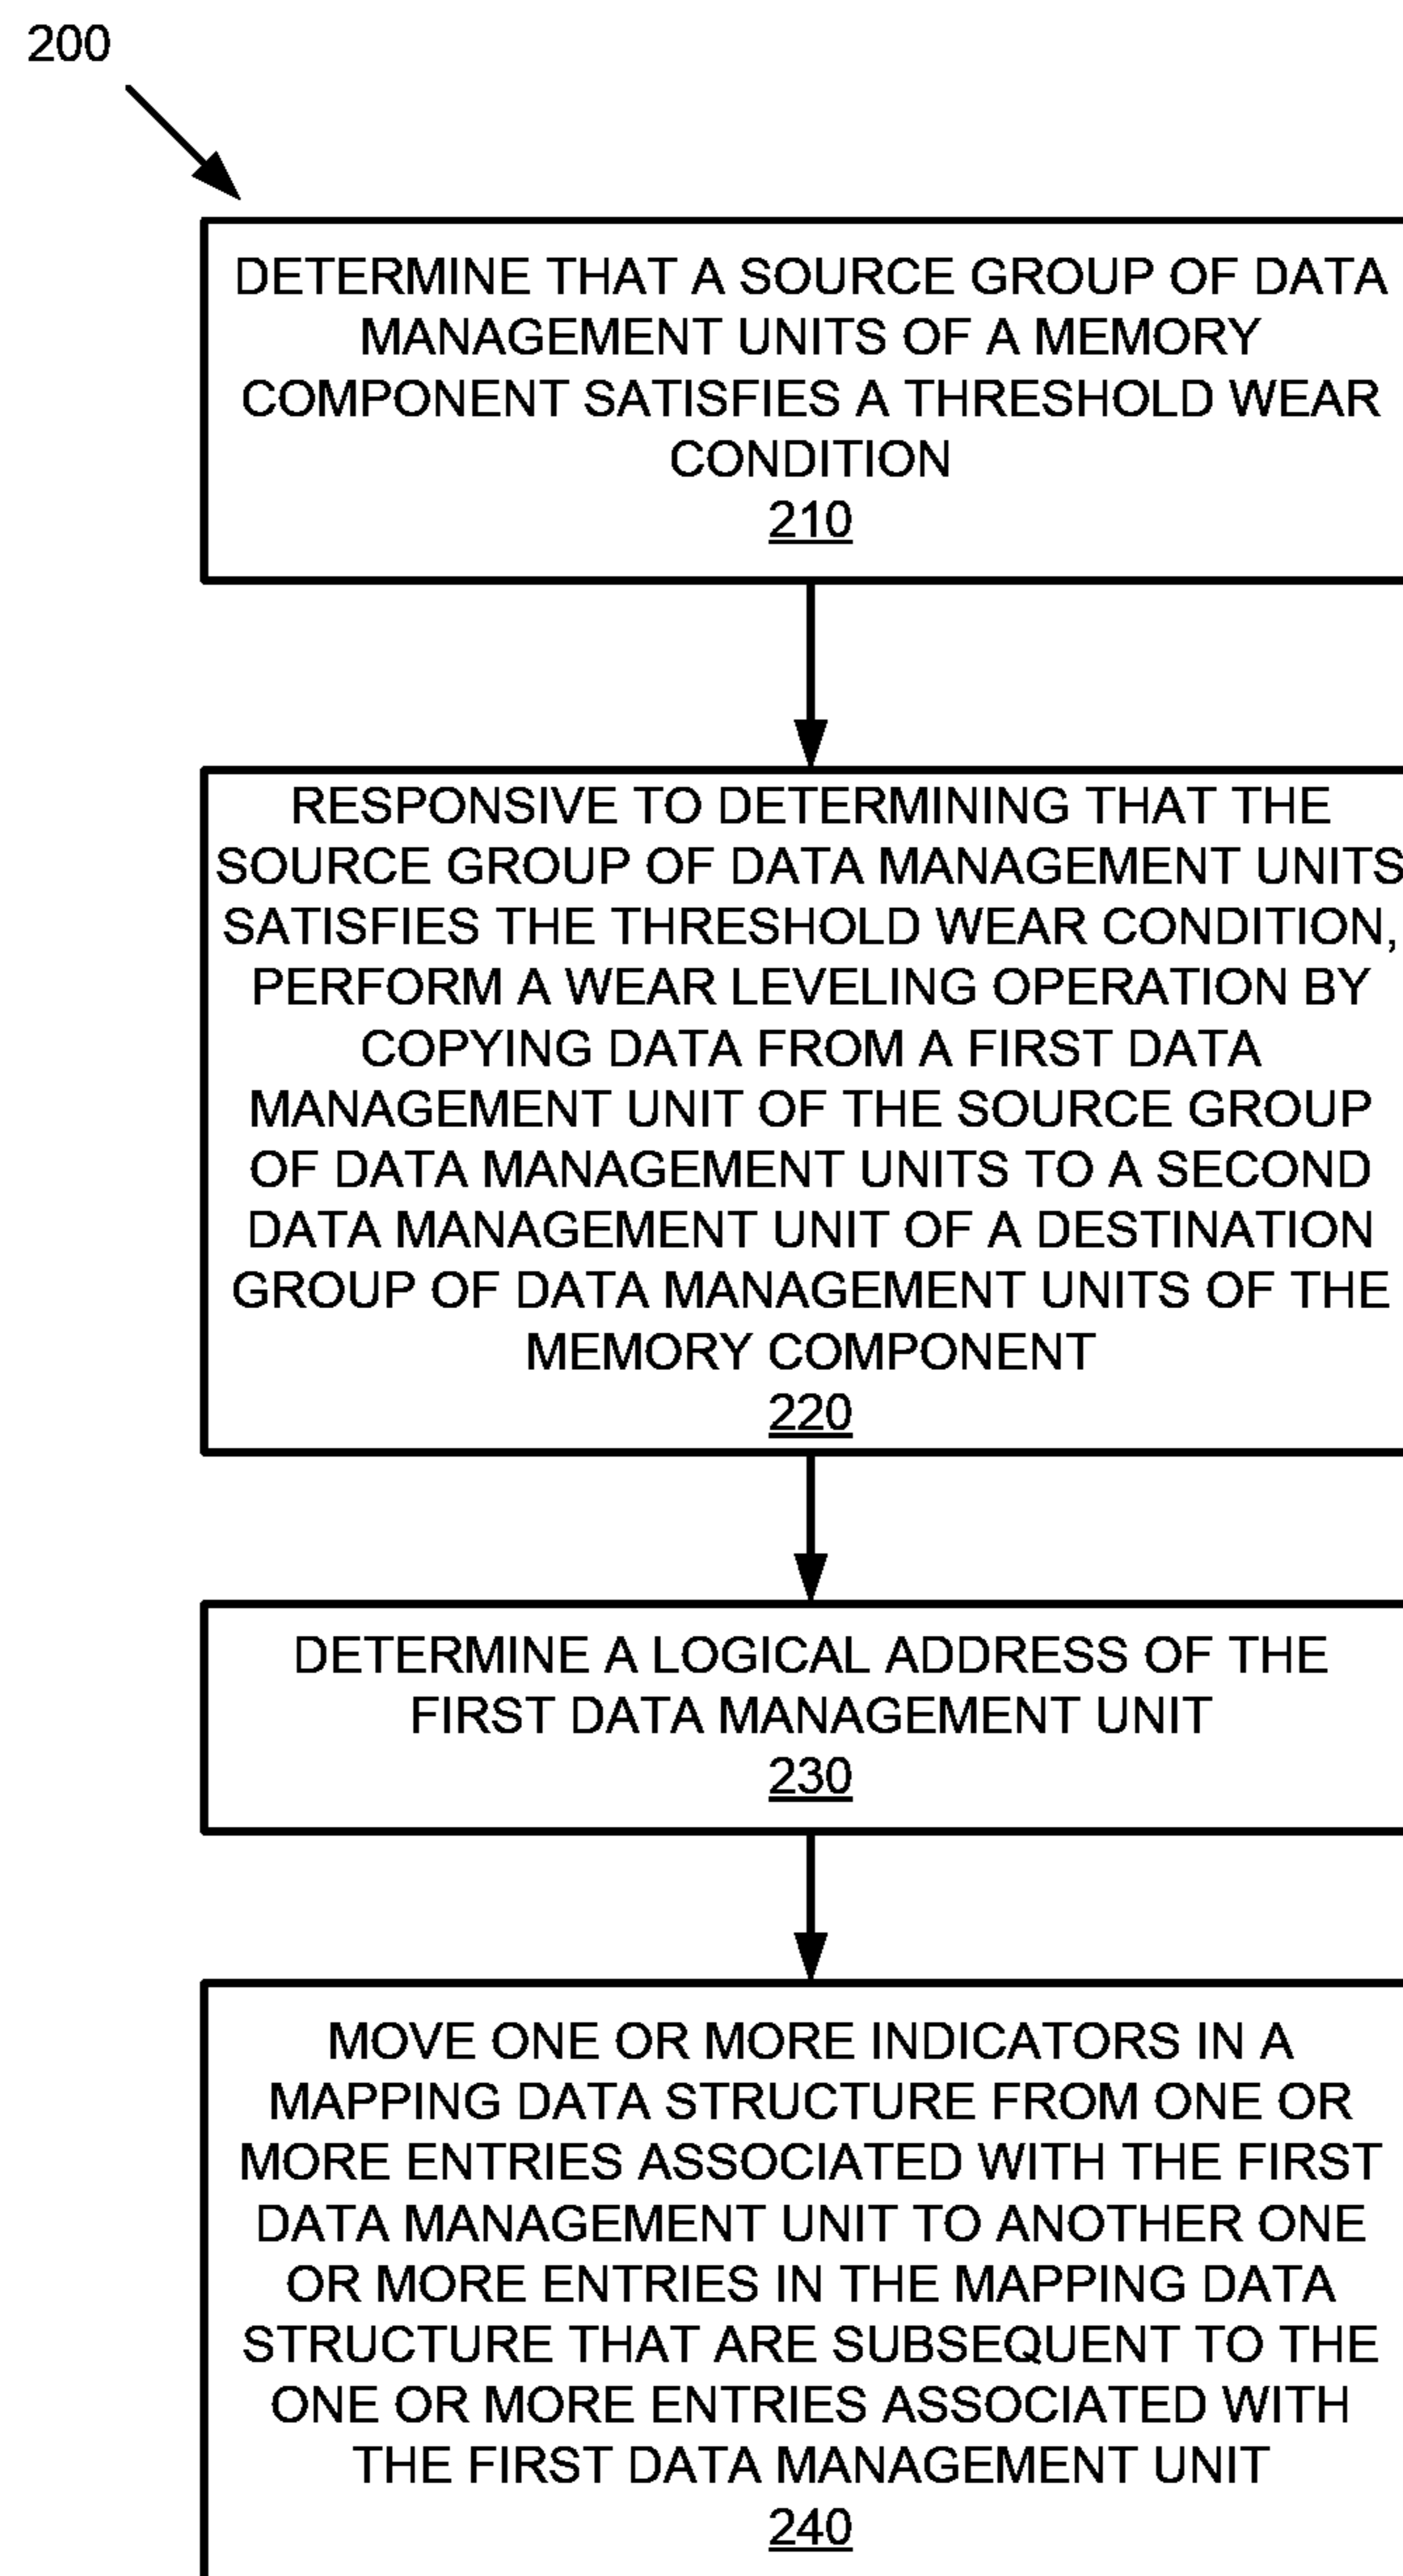 200
DETERMINE THAT A SOURCE GROUP OF DATA
MANAGEMENT UNITS OF A MEMORY
COMPONENT SATISFIES A THRESHOLD WEAR
CONDITION
210
RESPONSIVE TO DETERMINING THAT THE
SOURCE GROUP OF DATA MANAGEMENT UNITS
SATISFIES THE THRESHOLD WEAR CONDITION,
PERFORM A WEAR LEVELING OPERATION BY
COPYING DATA FROM A FIRST DATA
MANAGEMENT UNIT OF THE SOURCE GROUP
OF DATA MANAGEMENT UNITS TO A SECOND
DATA MANAGEMENT UNIT OF A DESTINATION
GROUP OF DATA MANAGEMENT UNITS OF THE
MEMORY COMPONENT
220
DETERMINE A LOGICAL ADDRESS OF THE
FIRST DATA MANAGEMENT UNIT
230
MOVE ONE OR MORE INDICATORS IN A
MAPPING DATA STRUCTURE FROM ONE OR
MORE ENTRIES ASSOCIATED WITH THE FIRST
DATA MANAGEMENT UNIT TO ANOTHER ONE
OR MORE ENTRIES IN THE MAPPING DATA
STRUCTURE THAT ARE SUBSEQUENT TO THE
ONE OR MORE ENTRIES ASSOCIATED WITH
THE FIRST DATA MANAGEMENT UNIT
240